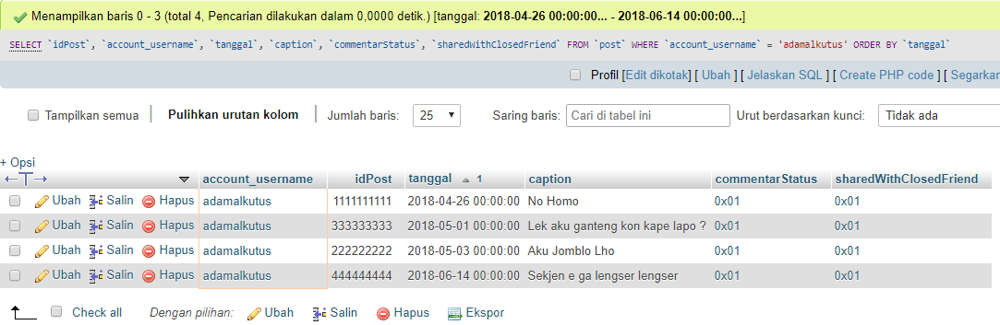 Menampilkan baris 0 - 3 (total 4, Pencarian dilakukan dalam 0,0000 detik.) [tanggal: 2018-04-26 00:00:00... - 2018-06-14 00:00:00...]
SELECT `idPost`, `account_username`, `tanggal`, `caption`, `commentarStatus`, `sharedWithClosedFriend` FROM `post` WHERE `account_username` = 'adamalkutus' ORDER BY `tanggal`
Profil [Edit dikotak] [ Ubah ] [ Jelaskan SQL ] [ Create PHP code ] [ Segarkan
Tampilkan semua | Pulihkan urutan kolom | Jumlah baris: 25 Saring baris: Cari di tabel ini Urut berdasarkan kunci: Tidak ada
+ Opsi
←T→ account_username idPost tanggal 1 caption commentarStatus sharedWithClosedFriend
Ubah Salin Hapus adamalkutus 1111111111 2018-04-26 00:00:00 No Homo 0x01 0x01
Ubah Salin Hapus adamalkutus 333333333 2018-05-01 00:00:00 Lek aku ganteng kon kape lapo ? 0x01 0x01
Ubah Salin Hapus adamalkutus 222222222 2018-05-03 00:00:00 Aku Jomblo Lho 0x01 0x01
Ubah Salin Hapus adamalkutus 444444444 2018-06-14 00:00:00 Sekjen e ga lengser lengser 0x01 0x01
Check all Dengan pilihan: Ubah Salin Hapus Ekspor